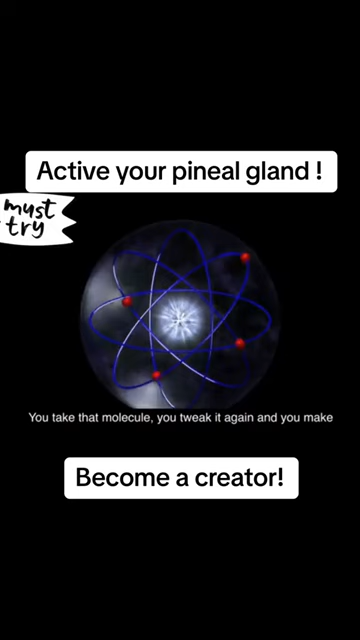 Active your pineal gland !
must
try
You take that molecule, you tweak it again and you make
Become a creator!